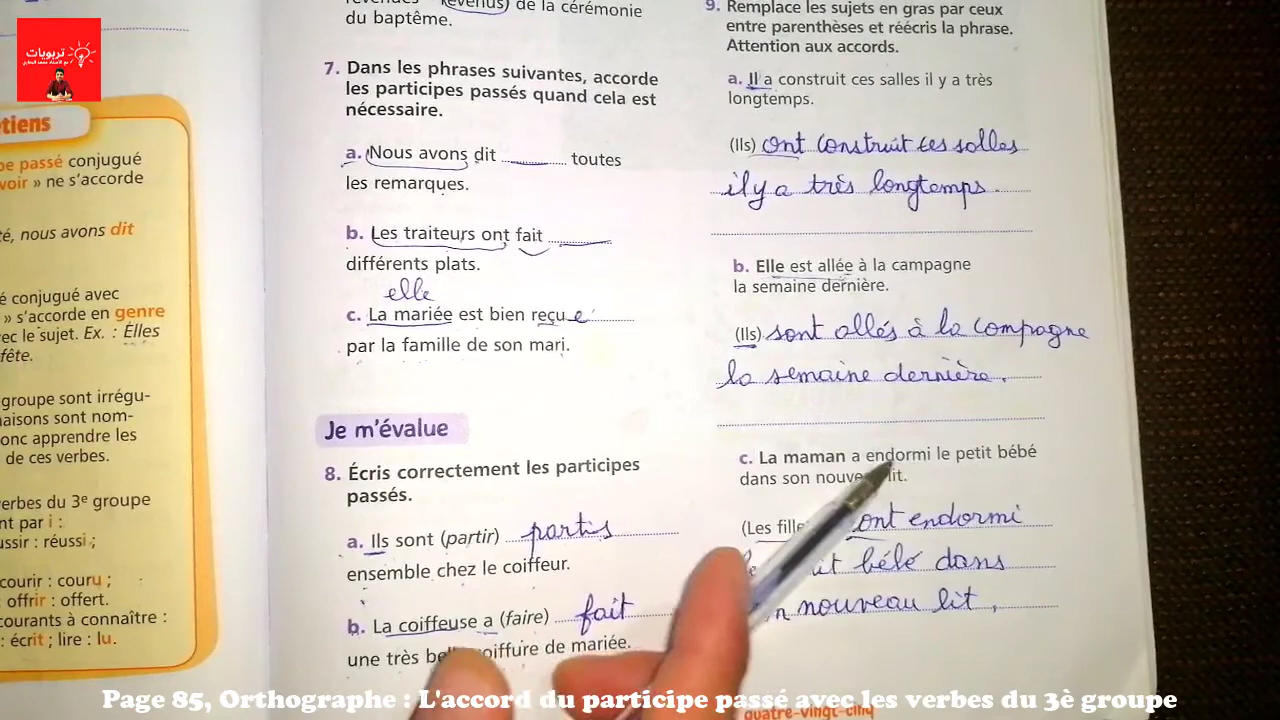 تربويات
etiens
pe passé conjugué
voir » ne s'accorde
té, nous avons dit
é conjugué avec
» s'accorde en genre
vec le sujet. Ex. : Elles
fête.
groupe sont irrégu-
naisons sont nom-
onc apprendre les
de ces verbes.
verbes du 3e groupe
nt par i :
ussir : réussi ;
courir : couru ;
offrir : offert.
courants à connaître :
: écrit ; lire : lu.
revenus) de la cérémonie
du baptême.
7. Dans les phrases suivantes, accorde
les participes passés quand cela est
nécessaire.
a. Nous avons dit ............ toutes
les remarques.
b. Les traiteurs ont fait ............
différents plats.
elle
c. La mariée est bien reçu e
par la famille de son mari.
Je m'évalue
8. Écris correctement les participes
passés.
a. Ils sont (partir) partis
ensemble chez le coiffeur.
b. La coiffeuse a (faire) fait
une très coiffure de mariée.
9. Remplace les sujets en gras par ceux
entre parenthèses et réécris la phrase.
Attention aux accords.
a. Il a construit ces salles il y a très
longtemps.
(Ils) ont construit ces salles
il y a très longtemps.
b. Elle est allée à la campagne
la semaine dernière.
(Ils) sont allés à la campagne
la semaine dernière.
c. La maman a endormi le petit bébé
dans son lit.
(Les ont endormi
bébé dans
nouveau lit.
quatre-vingt-cinq
Page 85, Orthographe : L'accord du participe passé avec les verbes du 3è groupe